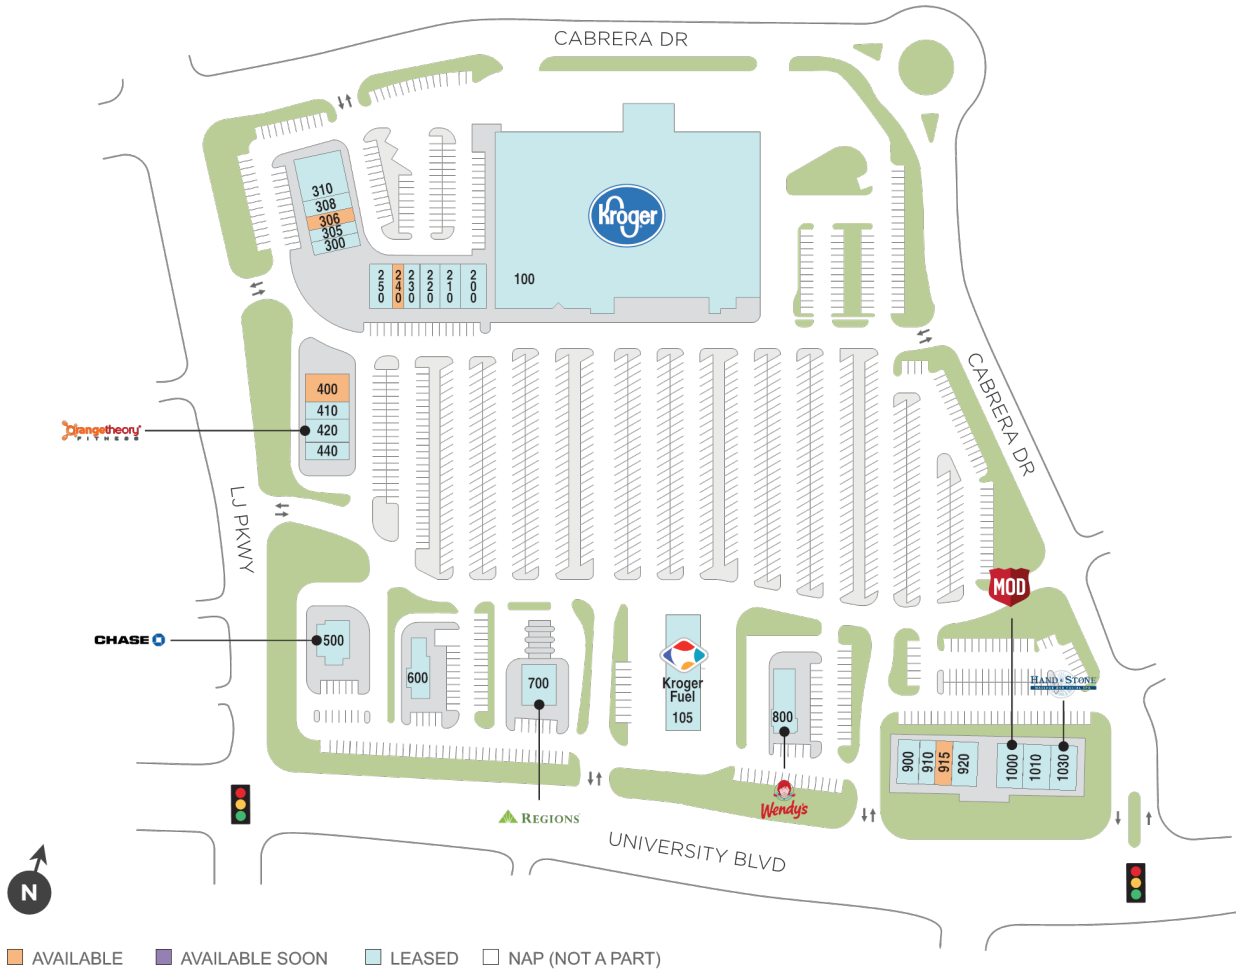 CABRERA DR
310
308
306
305
300
Kroger
100
250
240
230
220
210
200
400
410
420
440
orangetheory
FITNESS
CABRERA DR
LJ PKWY
MOD
CHASE
500
600
700
Kroger
Fuel
105
800
HAND & STONE
900
910
915
920
1000
1010
1030
REGIONS
Wendy's
UNIVERSITY BLVD
N
AVAILABLE
AVAILABLE SOON
LEASED
NAP (NOT A PART)